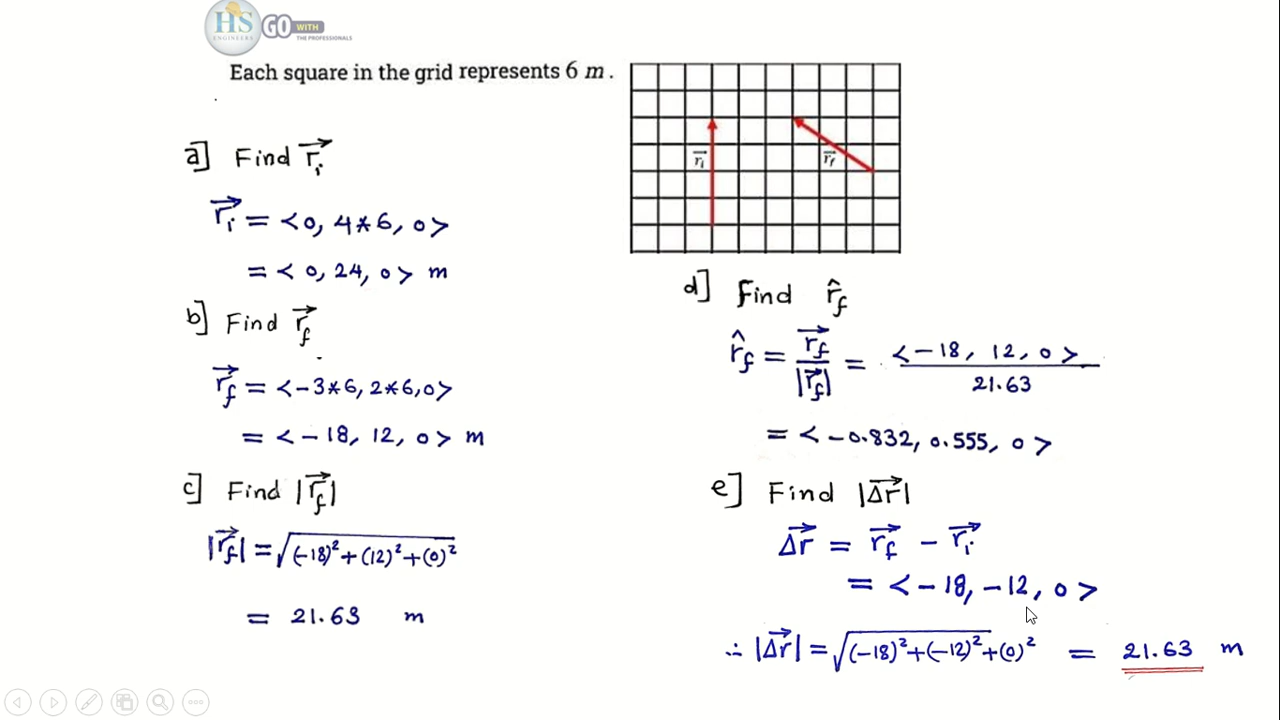 HS
ENGINEERS
GO WITH
THE PROFESSIONALS
Each square in the grid represents 6 m .
r⃗i
r⃗f
a] Find r⃗i
r⃗i = <0, 4*6, 0>
= <0, 24, 0> m
b] Find r⃗f
r⃗f = <-3*6, 2*6, 0>
= <-18, 12, 0> m
c] Find |r⃗f|
|r⃗f| = √(-18)²+(12)²+(0)²
= 21.63 m
d] Find r̂f
r̂f = r⃗f / |r⃗f| = <-18, 12, 0> / 21.63
= <-0.832, 0.555, 0>
e] Find |Δr⃗|
Δr⃗ = r⃗f - r⃗i
= <-18, -12, 0>
∴ |Δr⃗| = √(-18)²+(-12)²+(0)² = 21.63 m